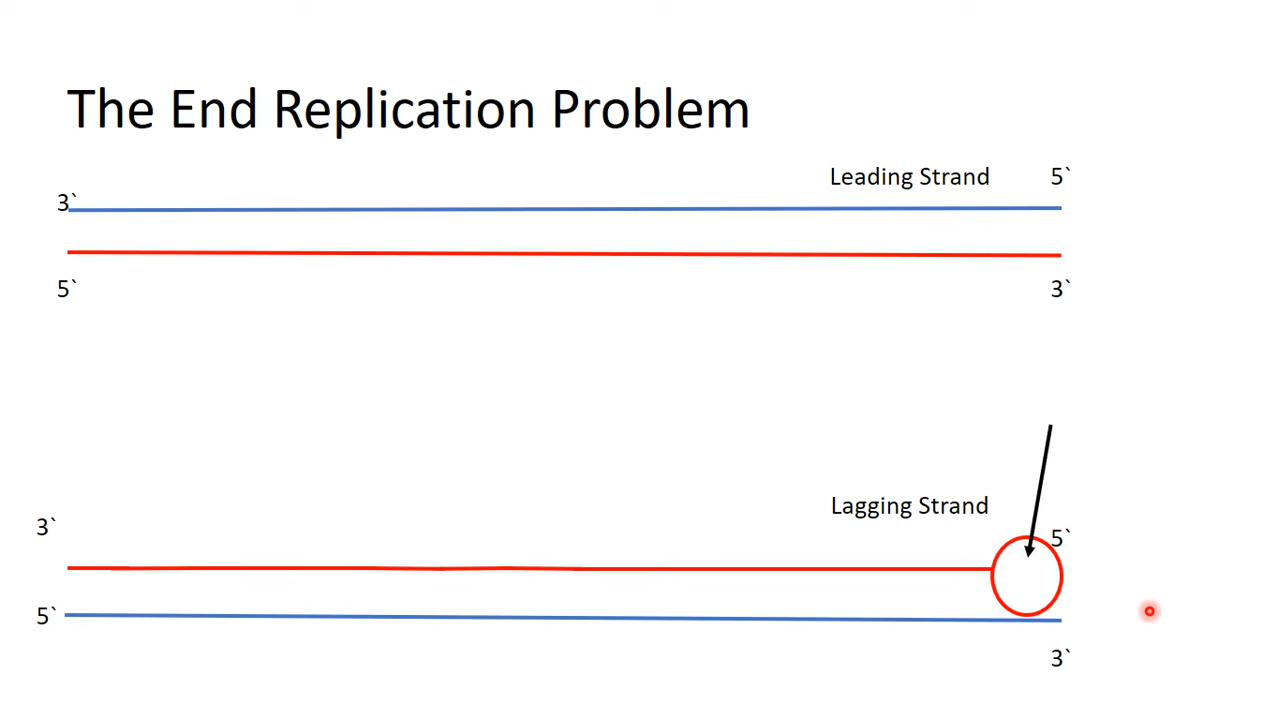 The End Replication Problem
Leading Strand 5`
3`
5` 3`
Lagging Strand
3` 5`
5`
3`